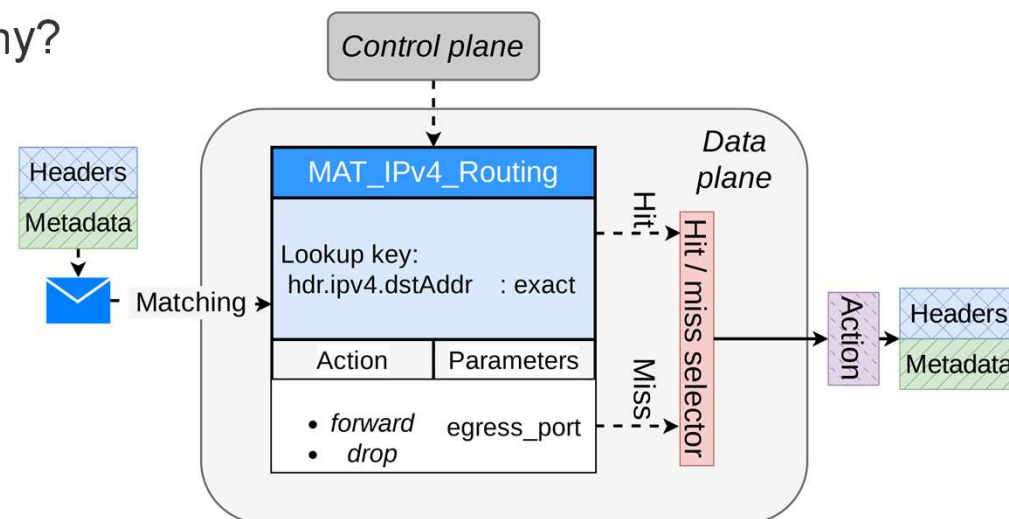 hy?
Control plane
Data
plane
Headers
Metadata
Matching
MAT_IPv4_Routing
Lookup key:
hdr.ipv4.dstAddr : exact
Action Parameters
• forward egress_port
• drop
Hit
Miss
Hit / miss selector
Action
Headers
Metadata